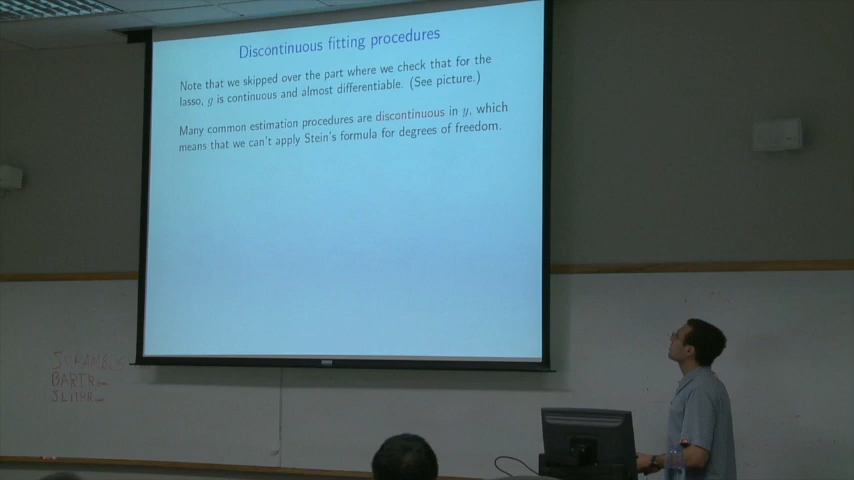 Discontinuous fitting procedures
Note that we skipped over the part where we check that for the
lasso, g is continuous and almost differentiable. (See picture.)
Many common estimation procedures are discontinuous in y, which
means that we can't apply Stein's formula for degrees of freedom.